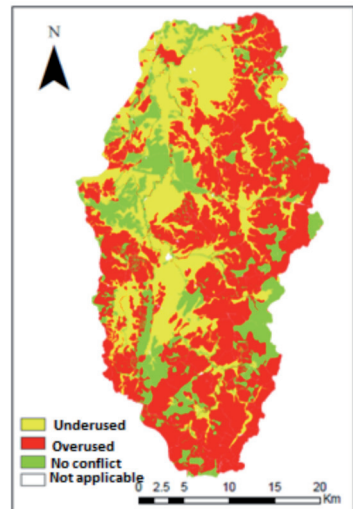 N
Underused
Overused
No conflict
Not applicable
0 2.5 5 10 15 20
Km